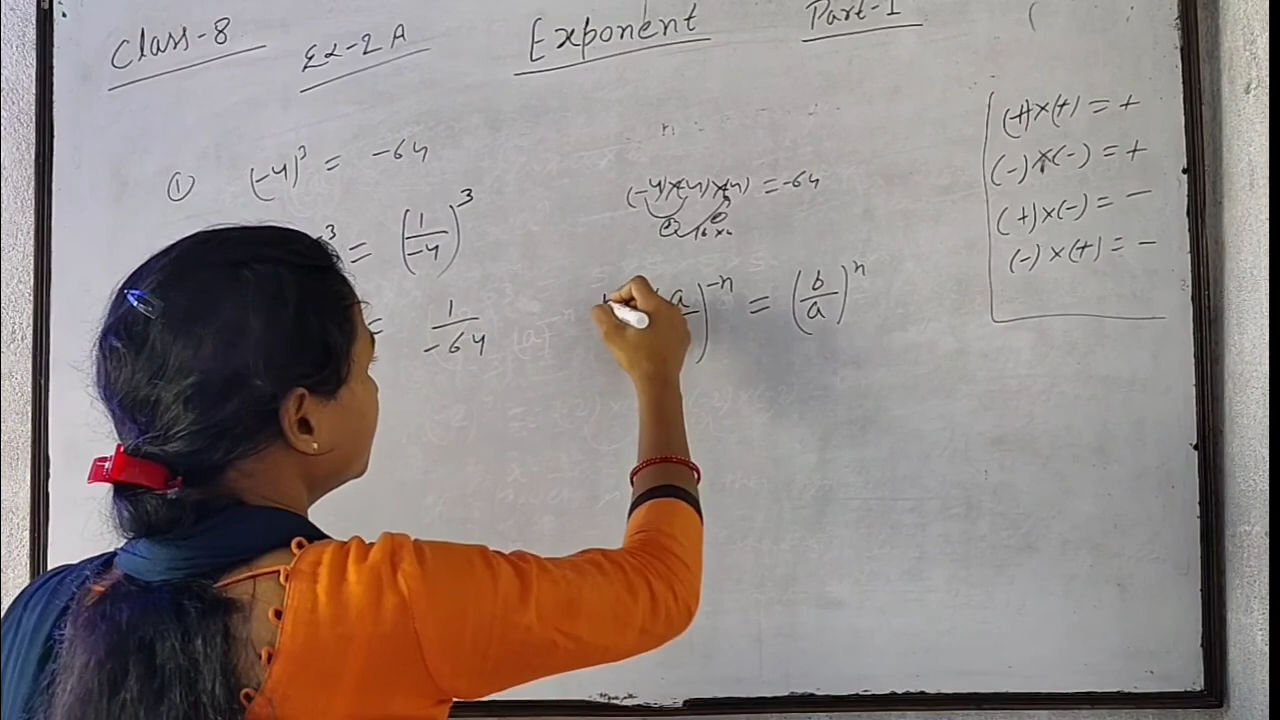 Class-8 Ex-2A Exponent Part-1
① (-4)³ = -64
³ = (1/-4)³
= 1/-64
(-4)×(-4)×(-4) = -64
(a/ )⁻ⁿ = (b/a)ⁿ
(+)×(+) = +
(-)×(-) = +
(+)×(-) = -
(-)×(+) = -